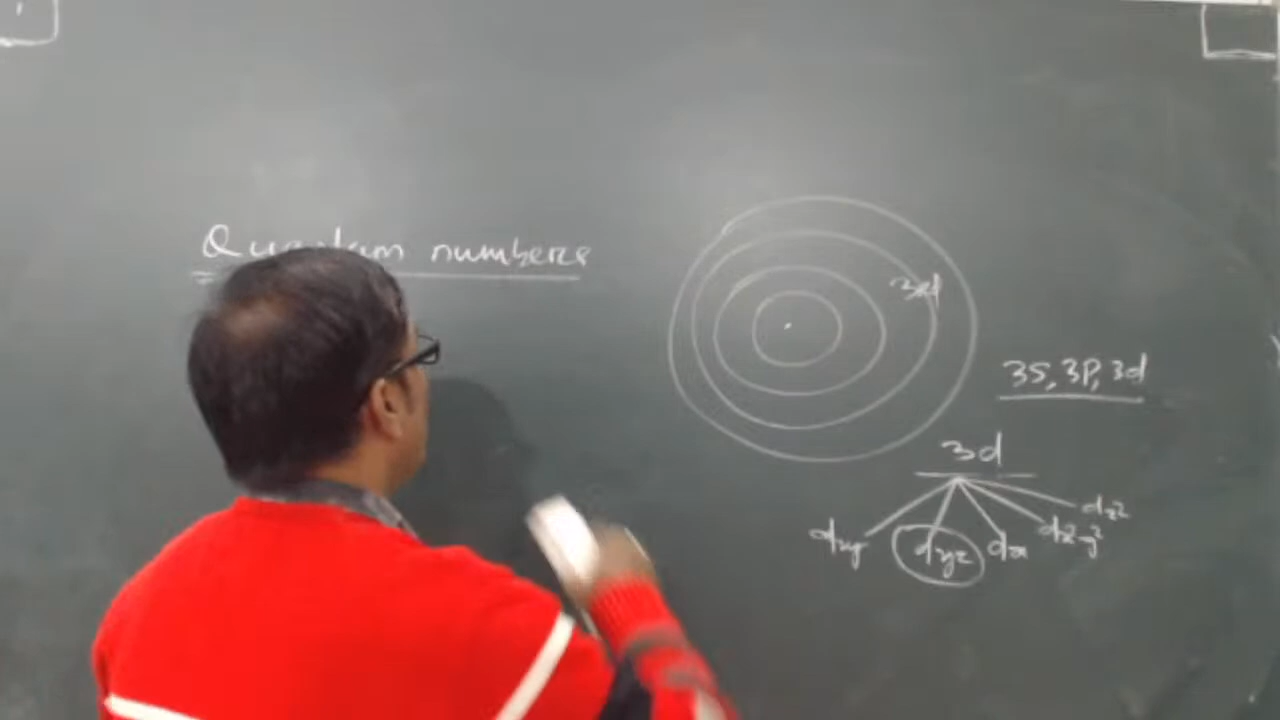 Quantum numbers
3d
3S, 3P, 3d
3d
dxy dyz dzx dx²-y² dz²